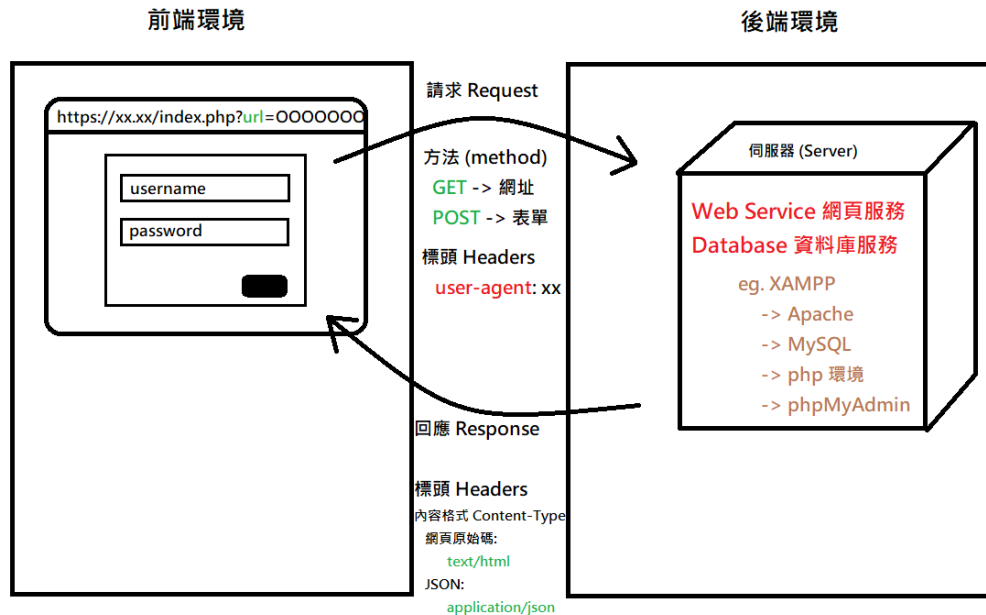 前端環境
https://xx.xx/index.php?url=OOOOOOO
username
password
請求 Request
方法 (method)
GET -> 網址
POST -> 表單
標頭 Headers
user-agent: xx
回應 Response
標頭 Headers
內容格式 Content-Type
網頁原始碼:
text/html
JSON:
application/json
後端環境
伺服器 (Server)
Web Service 網頁服務
Database 資料庫服務
eg. XAMPP
-> Apache
-> MySQL
-> php 環境
-> phpMyAdmin